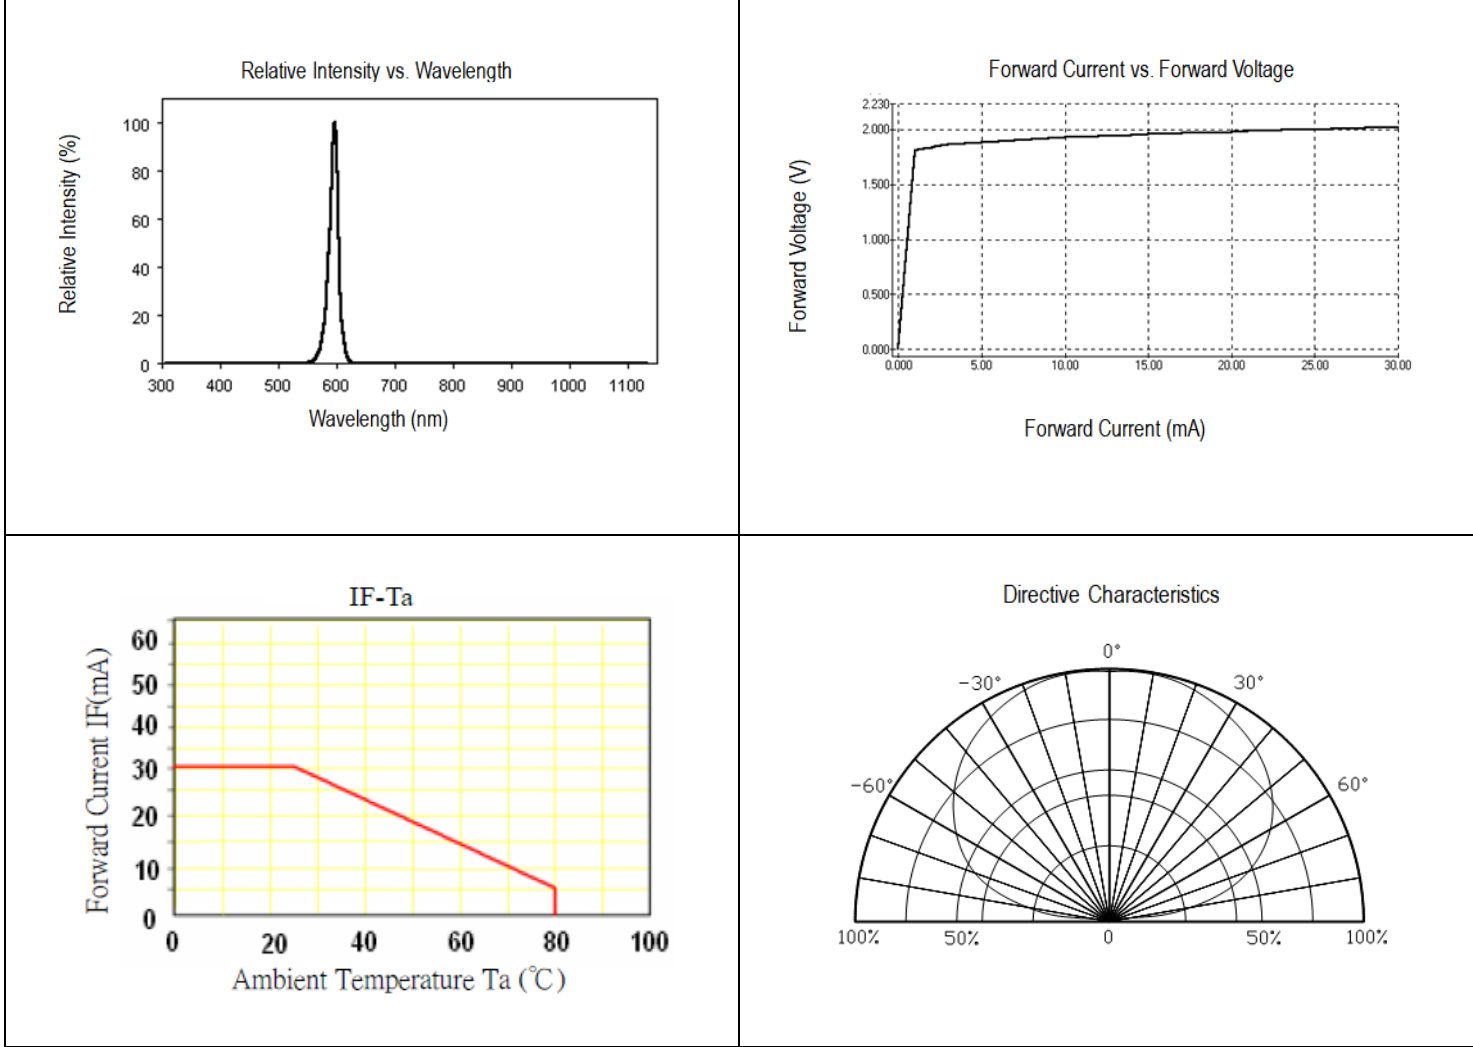 Relative Intensity vs. Wavelength
Relative Intensity (%)
100
80
60
40
20
0
300 400 500 600 700 800 900 1000 1100
Wavelength (nm)
Forward Current vs. Forward Voltage
Forward Voltage (V)
2.230
2.000
1.500
1.000
0.500
0.000
0.000 5.00 10.00 15.00 20.00 25.00 30.00
Forward Current (mA)
IF-Ta
Forward Current IF(mA)
60
50
40
30
20
10
0
0 20 40 60 80 100
Ambient Temperature Ta (℃)
Directive Characteristics
0°
-30° 30°
-60° 60°
100% 50% 0 50% 100%